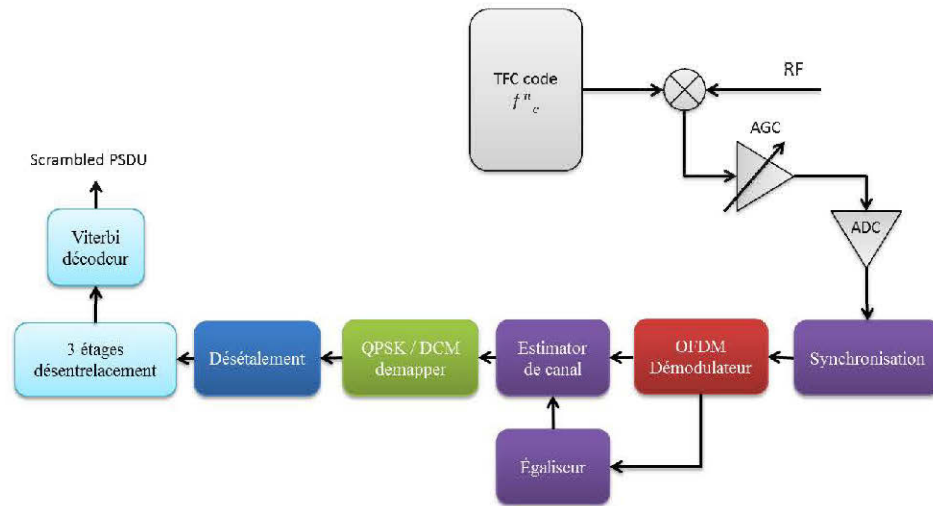 TFC code
fⁿc
RF
AGC
ADC
Scrambled PSDU
Viterbi
décodeur
3 étages
désentrelacement
Désétalement
QPSK / DCM
demapper
Estimator
de canal
OFDM
Démodulateur
Synchronisation
Égaliseur